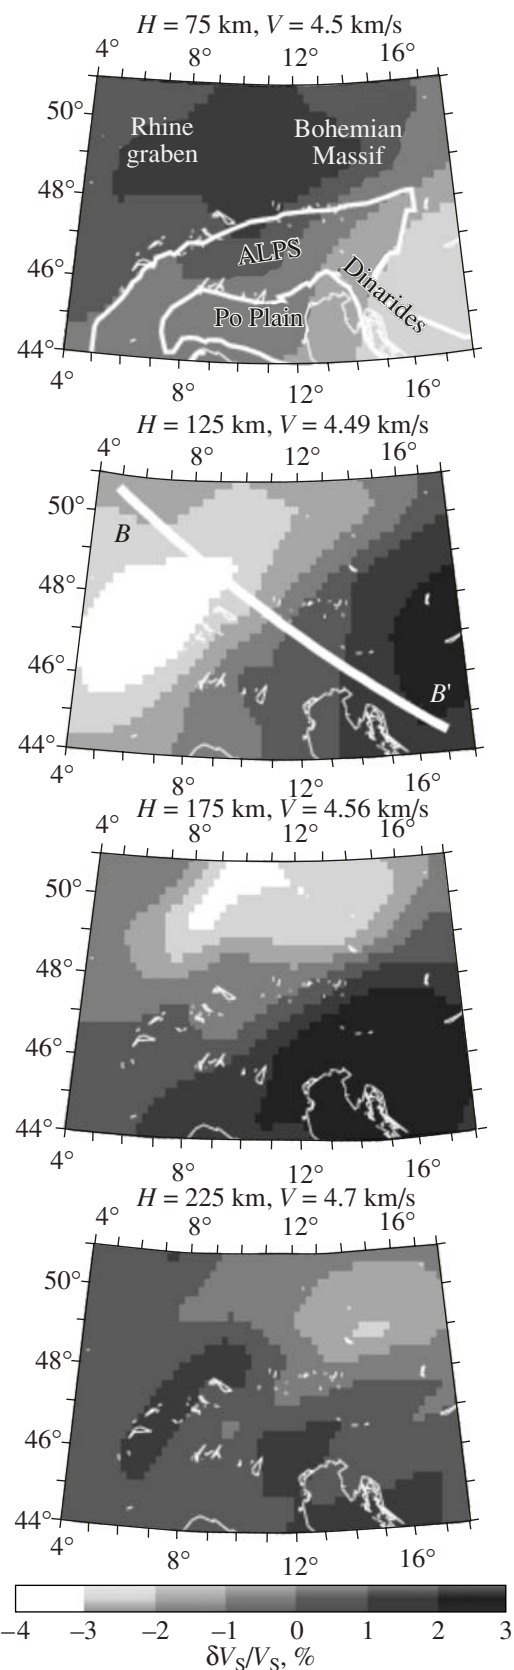 H = 75 km, V = 4.5 km/s
4° 8° 12° 16°
50°
Rhine
graben
Bohemian
Massif
48°
ALPS
46°
Dinarides
Po Plain
44°
4° 8° 12° 16°
H = 125 km, V = 4.49 km/s
4° 8° 12° 16°
50°
B
48°
46°
B'
44°
4° 8° 12° 16°
H = 175 km, V = 4.56 km/s
4° 8° 12° 16°
50°
48°
46°
44°
4° 8° 12° 16°
H = 225 km, V = 4.7 km/s
4° 8° 12° 16°
50°
48°
46°
44°
4° 8° 12° 16°
–4 –3 –2 –1 0 1 2 3
δVS/VS, %